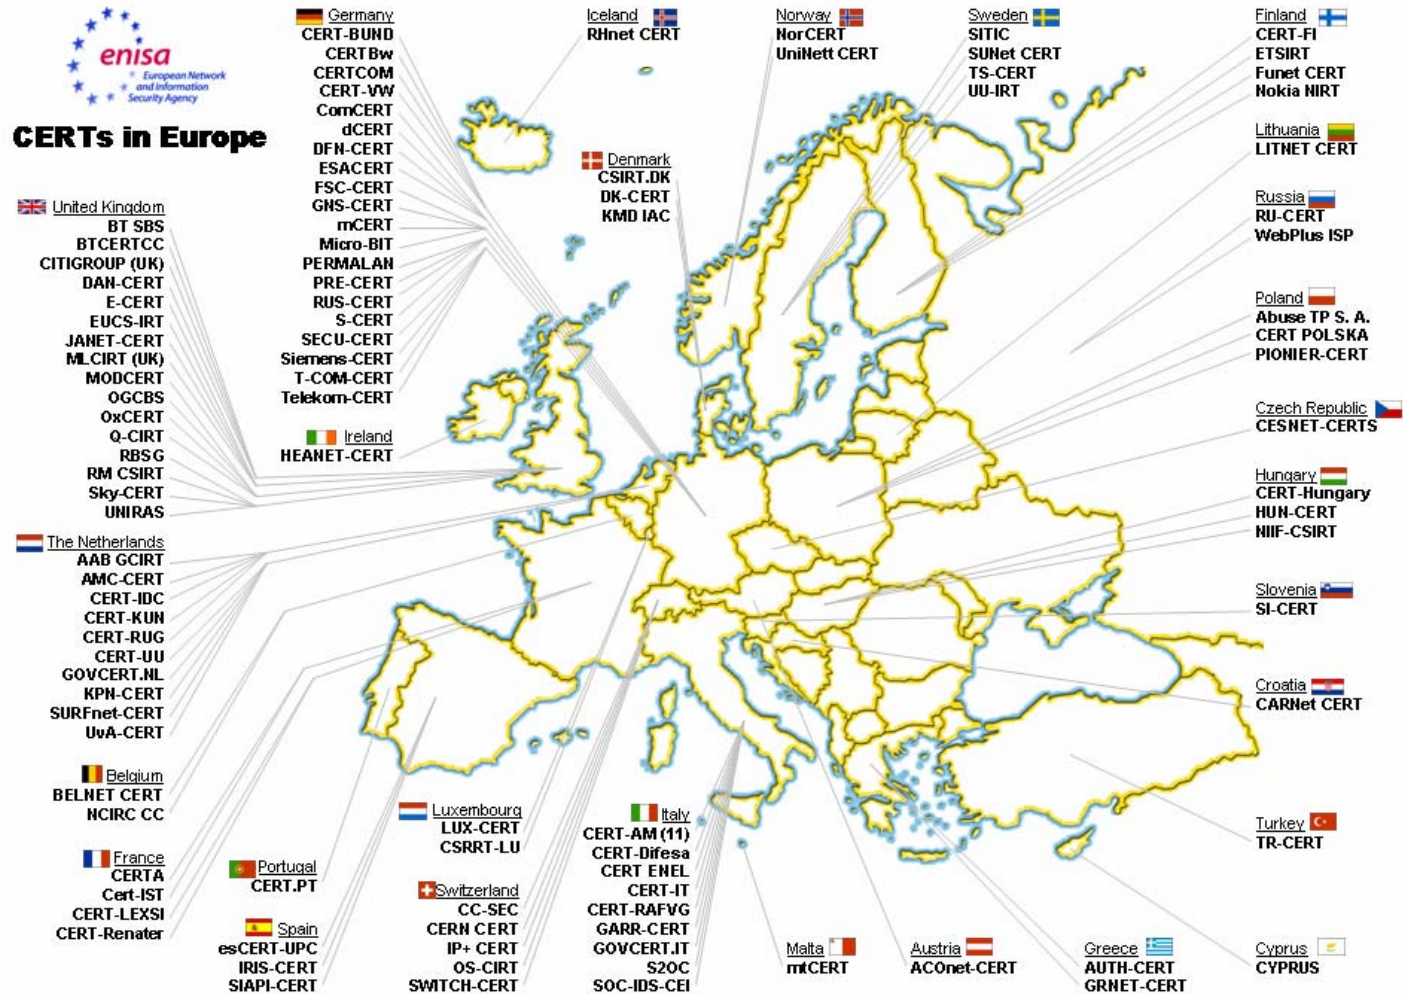 enisa
European Network
and Information
Security Agency
CERTs in Europe
United Kingdom
BT SBS
BTCERTCC
CITIGROUP (UK)
DAN-CERT
E-CERT
EUCS-IRT
JANET-CERT
MLCIRT (UK)
MODCERT
OGCBS
OxCERT
Q-CIRT
RBSG
RM CSIRT
Sky-CERT
UNIRAS
The Netherlands
AAB GCIRT
AMC-CERT
CERT-IDC
CERT-KUN
CERT-RUG
CERT-UU
GOVCERT.NL
KPN-CERT
SURFnet-CERT
UvA-CERT
Belgium
BELNET CERT
NCIRC CC
France
CERTA
Cert-IST
CERT-LEXSI
CERT-Renater
Germany
CERT-BUND
CERTBw
CERTCOM
CERT-VW
ComCERT
dCERT
DFN-CERT
ESACERT
FSC-CERT
GNS-CERT
mCERT
Micro-BIT
PERMALAN
PRE-CERT
RUS-CERT
S-CERT
SECU-CERT
Siemens-CERT
T-COM-CERT
Telekom-CERT
Ireland
HEANET-CERT
Portugal
CERT.PT
Spain
esCERT-UPC
IRIS-CERT
SIAPI-CERT
Iceland
RHnet CERT
Denmark
CSIRT.DK
DK-CERT
KMD IAC
Luxembourg
LUX-CERT
CSRRT-LU
Switzerland
CC-SEC
CERN CERT
IP+ CERT
OS-CIRT
SWITCH-CERT
Italy
CERT-AM (11)
CERT-Difesa
CERT ENEL
CERT-IT
CERT-RAFVG
GARR-CERT
GOVCERT.IT
S2OC
SOC-IDS-CEI
Norway
NorCERT
UniNett CERT
Sweden
SITIC
SUNet CERT
TS-CERT
UU-IRT
Malta
mtCERT
Austria
ACOnet-CERT
Greece
AUTH-CERT
GRNET-CERT
Finland
CERT-FI
ETSIRT
Funet CERT
Nokia NIRT
Lithuania
LITNET CERT
Russia
RU-CERT
WebPlus ISP
Poland
Abuse TP S. A.
CERT POLSKA
PIONIER-CERT
Czech Republic
CESNET-CERTS
Hungary
CERT-Hungary
HUN-CERT
NIIF-CSIRT
Slovenia
SI-CERT
Croatia
CARNet CERT
Turkey
TR-CERT
Cyprus
CYPRUS